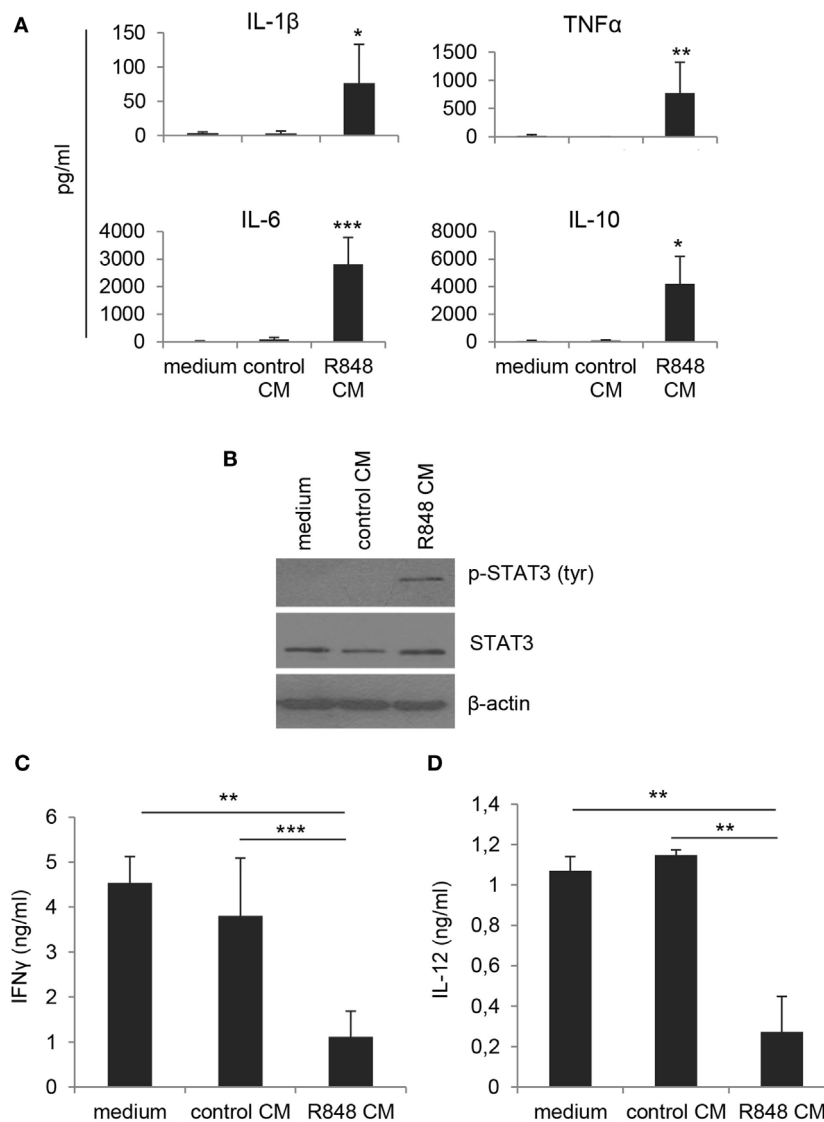 A
IL-1β
TNFα
150
100
50
0
*
1500
1000
500
0
**
pg/ml
IL-6
IL-10
4000
3000
2000
1000
0
***
8000
6000
4000
2000
0
*
medium control R848
CM CM
medium control R848
CM CM
B
medium
control CM
R848 CM
p-STAT3 (tyr)
STAT3
β-actin
C
6
5
4
3
2
1
0
IFNγ (ng/ml)
**
***
medium control CM R848 CM
D
1,4
1,2
1
0,8
0,6
0,4
0,2
0
IL-12 (ng/ml)
**
**
medium control CM R848 CM